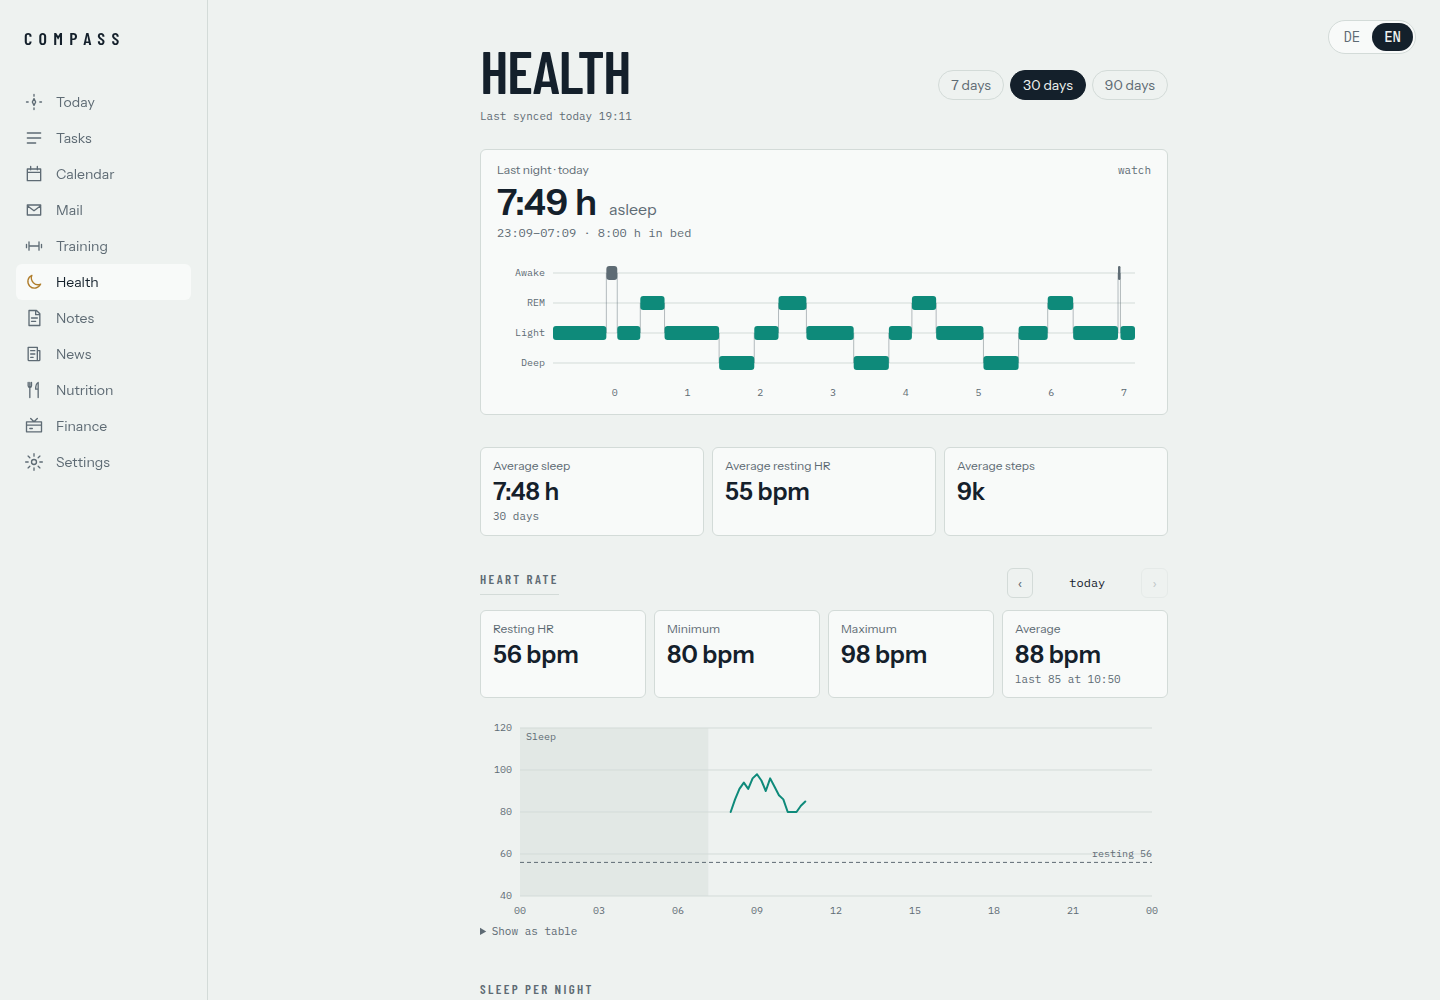 COMPASS
DE EN
Today
Tasks
Calendar
Mail
Training
Health
Notes
News
Nutrition
Finance
Settings
HEALTH
Last synced today 19:11
7 days 30 days 90 days
Last night · today
watch
7:49 h asleep
23:09–07:09 · 8:00 h in bed
Awake
REM
Light
Deep
0 1 2 3 4 5 6 7
Average sleep
7:48 h
30 days
Average resting HR
55 bpm
Average steps
9k
HEART RATE
‹ today ›
Resting HR
56 bpm
Minimum
80 bpm
Maximum
98 bpm
Average
88 bpm
last 85 at 10:50
120
Sleep
100
80
60
resting 56
40
00 03 06 09 12 15 18 21 00
▶ Show as table
SLEEP PER NIGHT